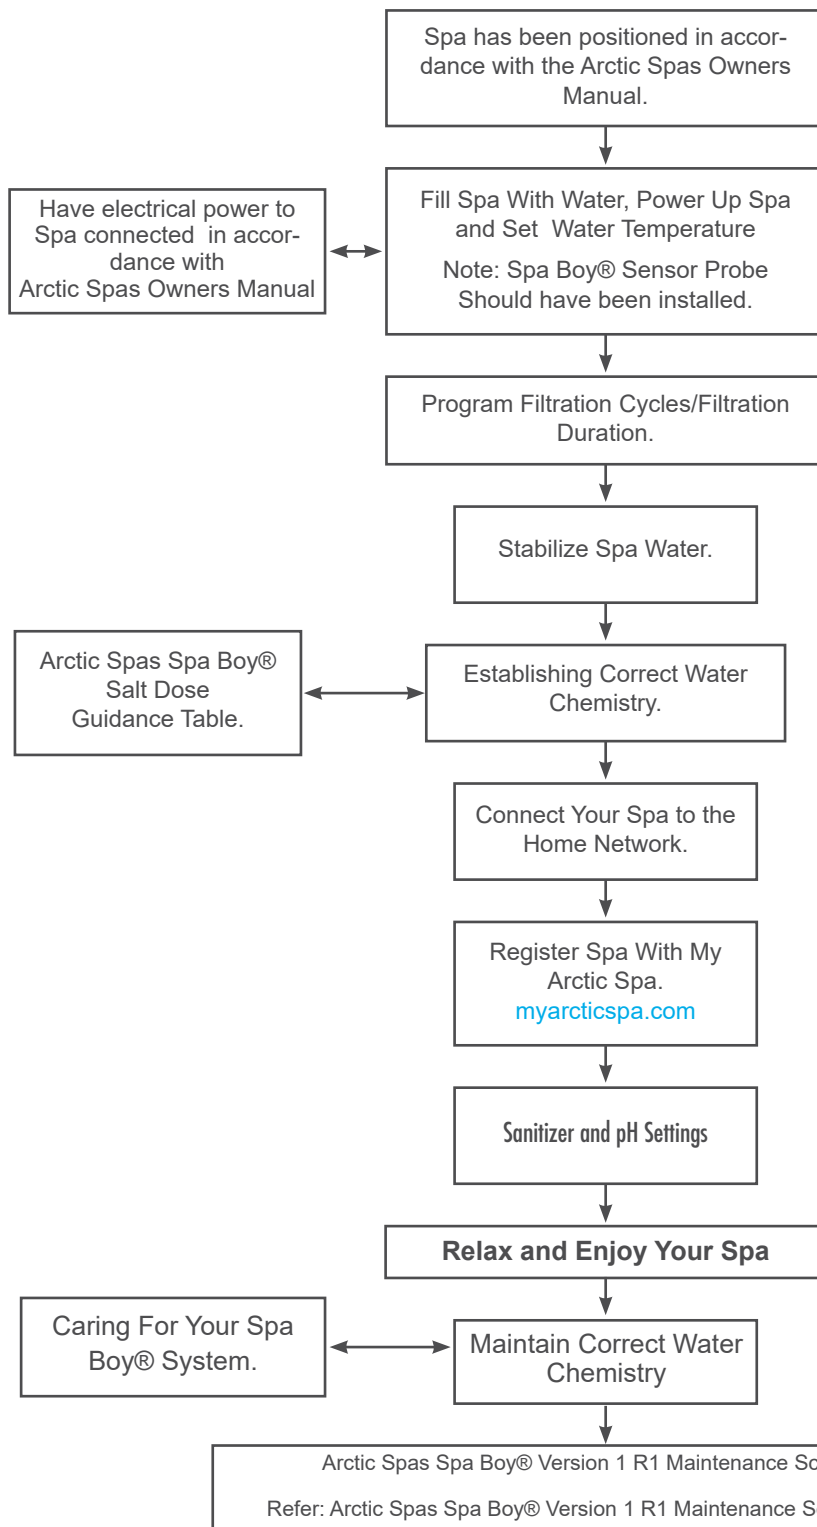 Spa has been positioned in accor-
dance with the Arctic Spas Owners
Manual.
Have electrical power to
Spa connected in accor-
dance with
Arctic Spas Owners Manual
Fill Spa With Water, Power Up Spa
and Set Water Temperature
Note: Spa Boy® Sensor Probe
Should have been installed.
Program Filtration Cycles/Filtration
Duration.
Stabilize Spa Water.
Arctic Spas Spa Boy®
Salt Dose
Guidance Table.
Establishing Correct Water
Chemistry.
Connect Your Spa to the
Home Network.
Register Spa With My
Arctic Spa.
myarcticspa.com
Sanitizer and pH Settings
Relax and Enjoy Your Spa
Caring For Your Spa
Boy® System.
Maintain Correct Water
Chemistry
Arctic Spas Spa Boy® Version 1 R1 Maintenance
Refer: Arctic Spas Spa Boy® Version 1 R1 Maintenance